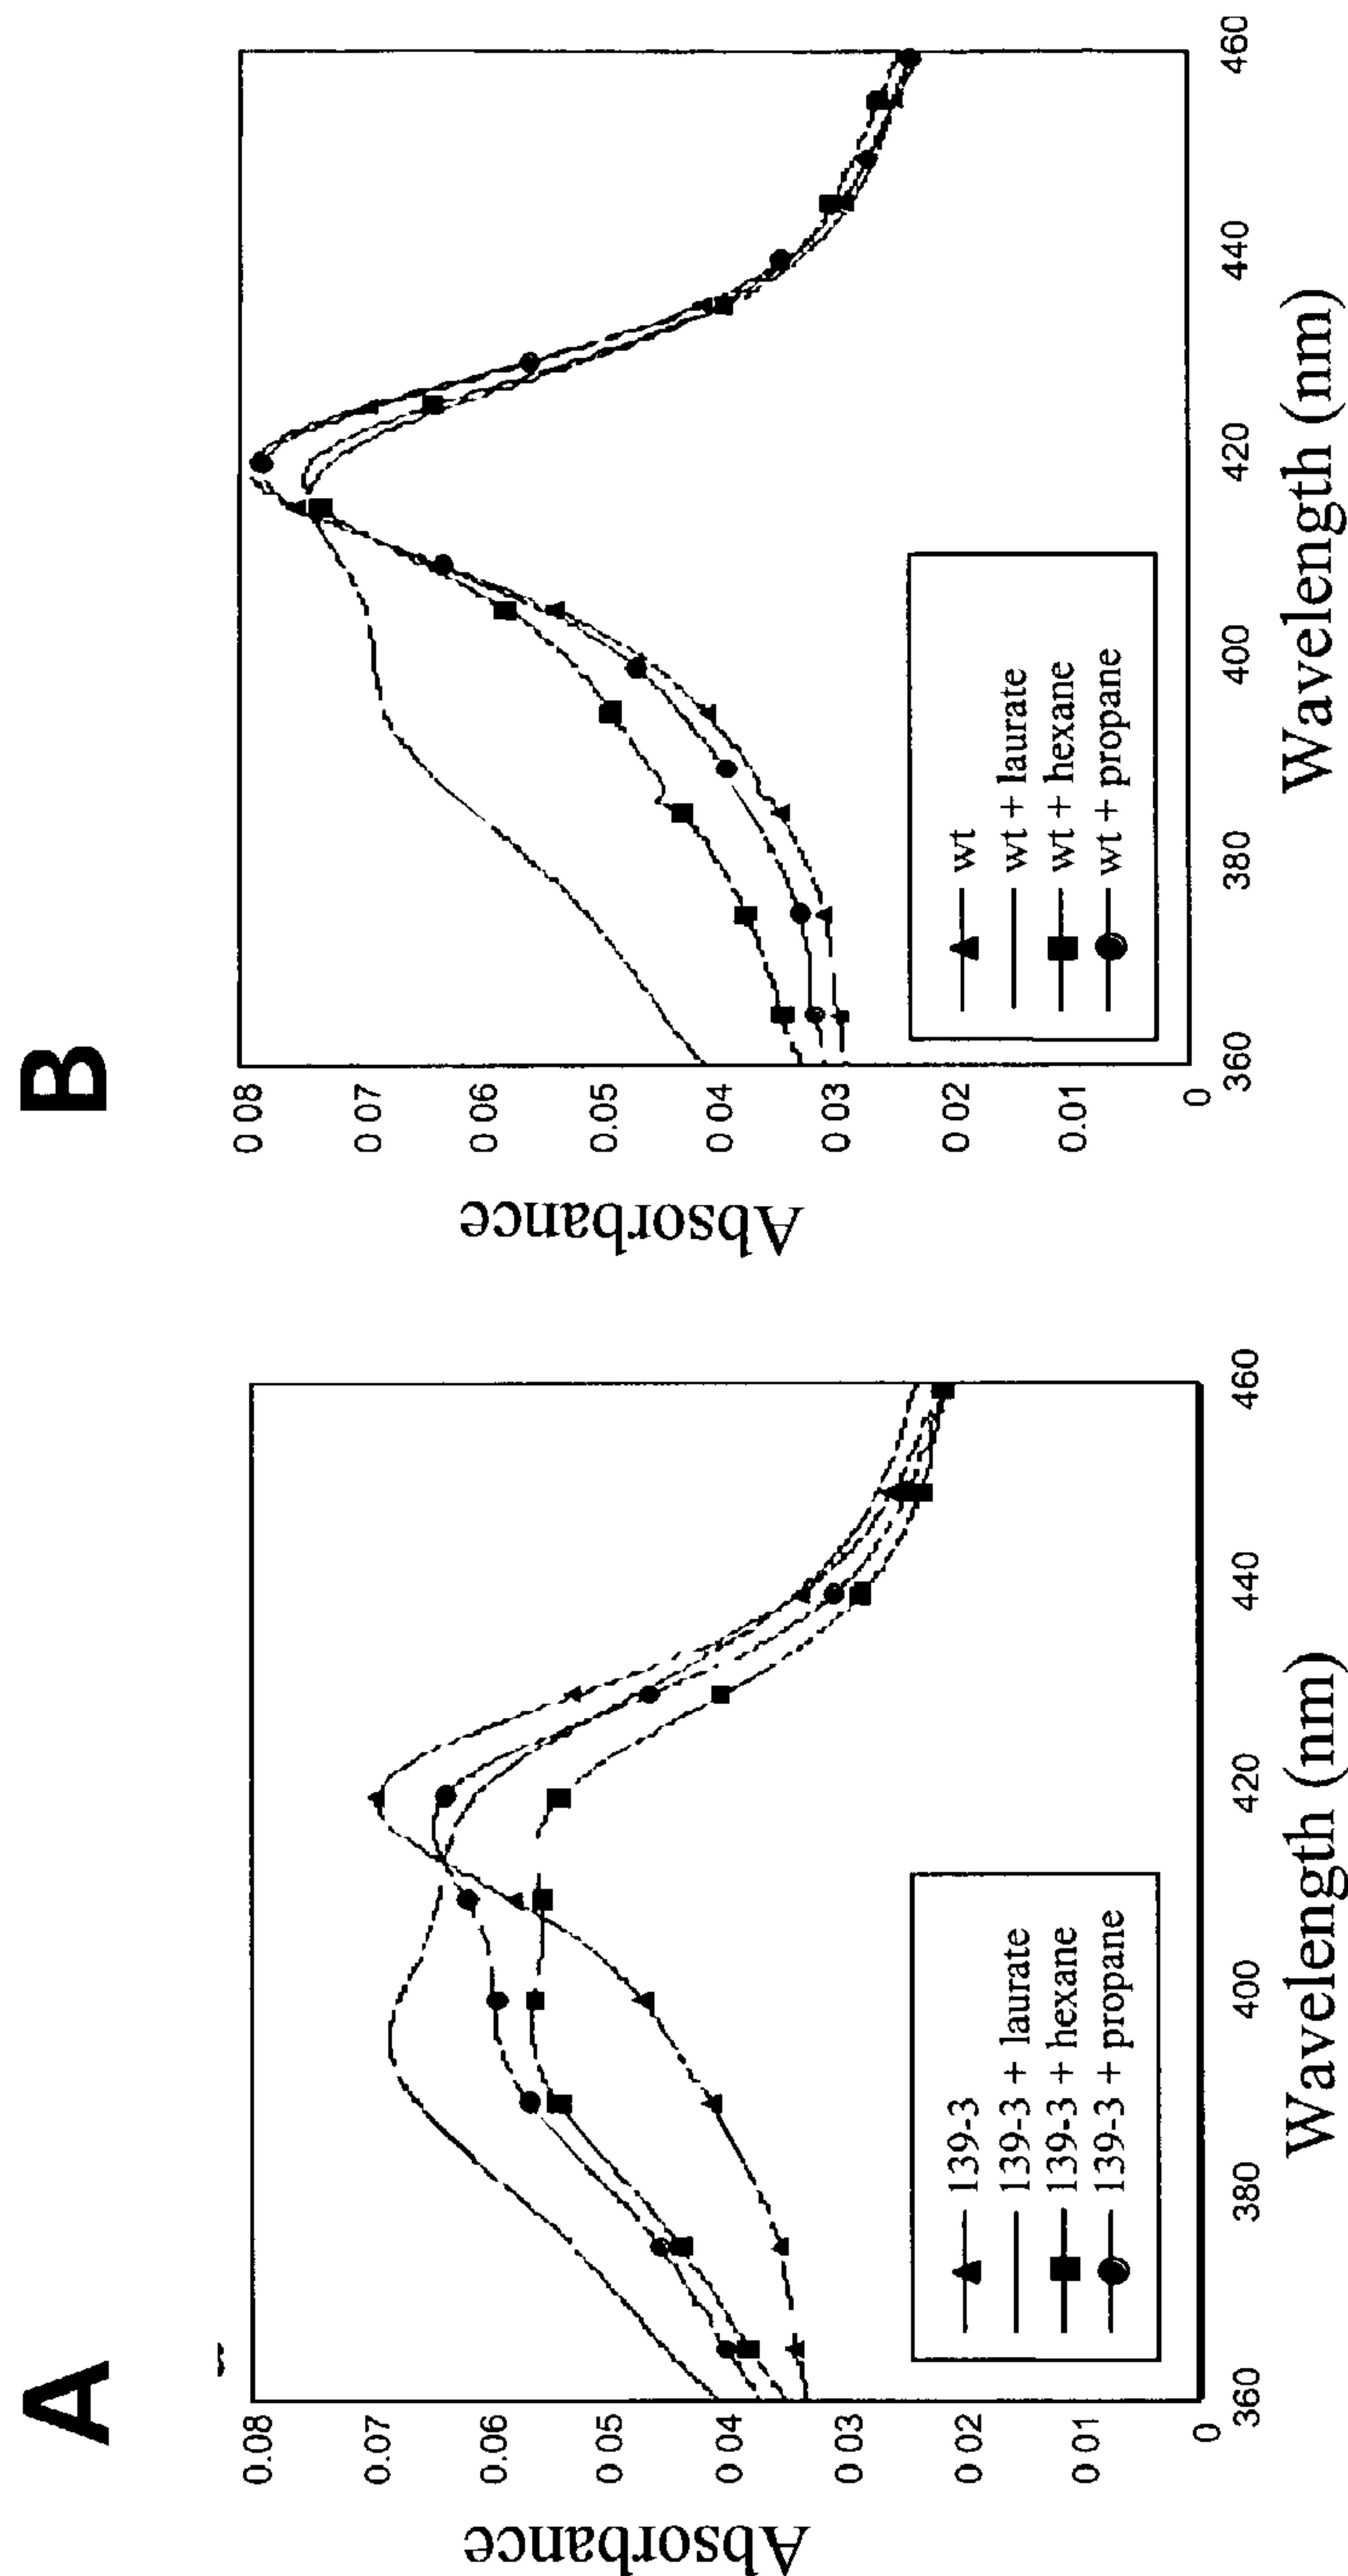 A
Absorbance
0.08
0.07
0.06
0 05
0 04
0 03
0 02
0 01
0
139-3
139-3 + laurate
139-3 + hexane
139-3 + propane
360
380
400
420
440
460
Wavelength (nm)
B
Absorbance
0 08
0 07
0 06
0.05
0 04
0 03
0 02
0.01
0
wt
wt + laurate
wt + hexane
wt + propane
360
380
400
420
440
460
Wavelength (nm)